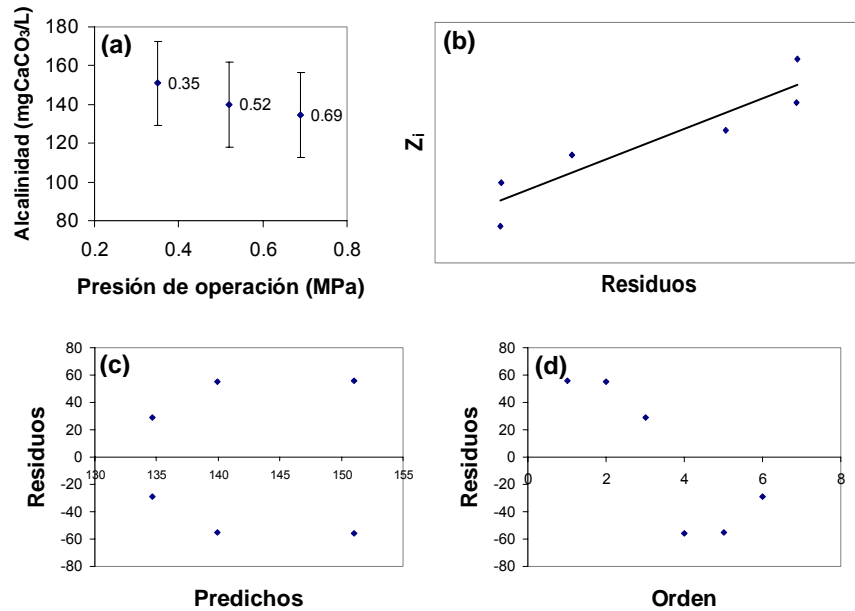 (a)
Alcalinidad (mgCaCO3/L)
180
160
140
120
100
80
0.35
0.52
0.69
0.2 0.4 0.6 0.8
Presión de operación (MPa)
(b)
Zi
Residuos
(c)
Residuos
80
60
40
20
0
-20
-40
-60
-80
130 135 140 145 150 155
Predichos
(d)
Residuos
80
60
40
20
0
-20
-40
-60
-80
0 2 4 6 8
Orden